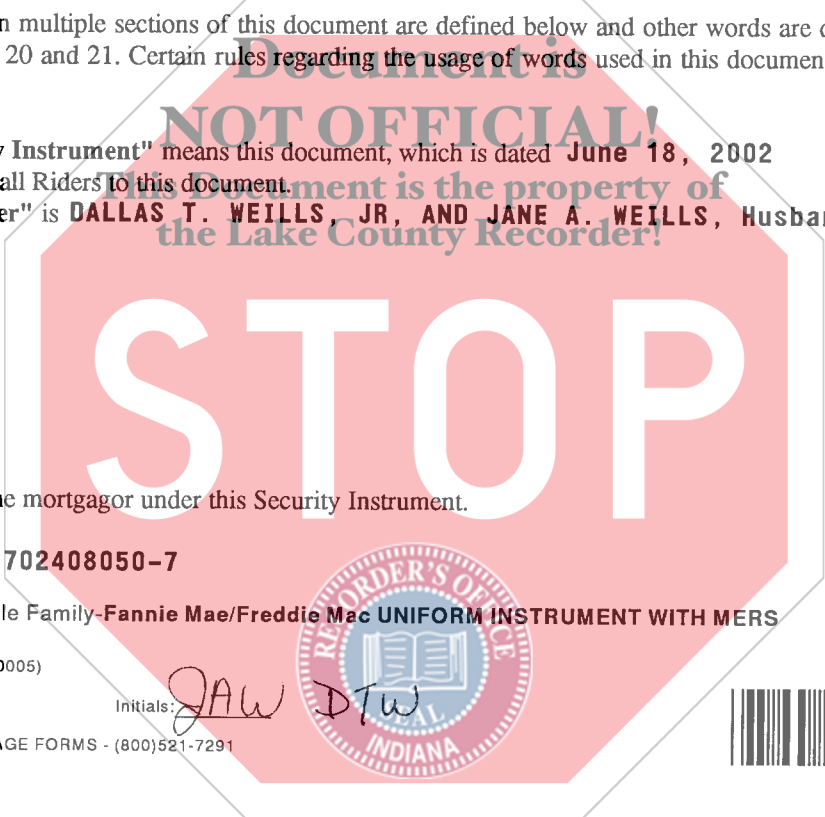 n multiple sections of this document are defined below and other words are
20 and 21. Certain rules regarding the usage of words used in this documen
Document is
NOT OFFICIAL!
Instrument" means this document, which is dated June 18, 2002
all Riders to this document.
This Document is the property of
er" is DALLAS T. WEILLS, JR, AND JANE A. WEILLS, Husba
the Lake County Recorder!
STOP
e mortgagor under this Security Instrument.
702408050-7
RECORDER'S OFFICE
le Family-Fannie Mae/Freddie Mac UNIFORM INSTRUMENT WITH MERS
0005)
Initials: JAW DTW
SEAL
INDIANA
AGE FORMS - (800)521-7291